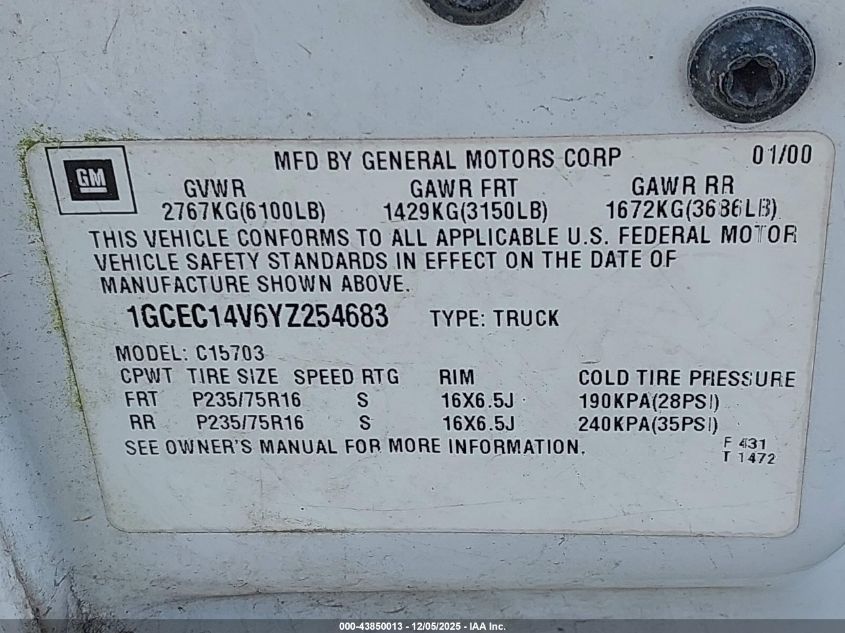 GM
MFD BY GENERAL MOTORS CORP 01/00
GVWR GAWR FRT GAWR RR
2767KG(6100LB) 1429KG(3150LB) 1672KG(3686LB)
THIS VEHICLE CONFORMS TO ALL APPLICABLE U.S. FEDERAL MOTOR
VEHICLE SAFETY STANDARDS IN EFFECT ON THE DATE OF
MANUFACTURE SHOWN ABOVE.
1GCEC14V6YZ254683 TYPE: TRUCK
MODEL: C15703
CPWT TIRE SIZE SPEED RTG RIM COLD TIRE PRESSURE
FRT P235/75R16 S 16X6.5J 190KPA(28PSI)
RR P235/75R16 S 16X6.5J 240KPA(35PSI)
SEE OWNER'S MANUAL FOR MORE INFORMATION.
F 431
T 1472
000-43850013 - 12/05/2025 - IAA Inc.